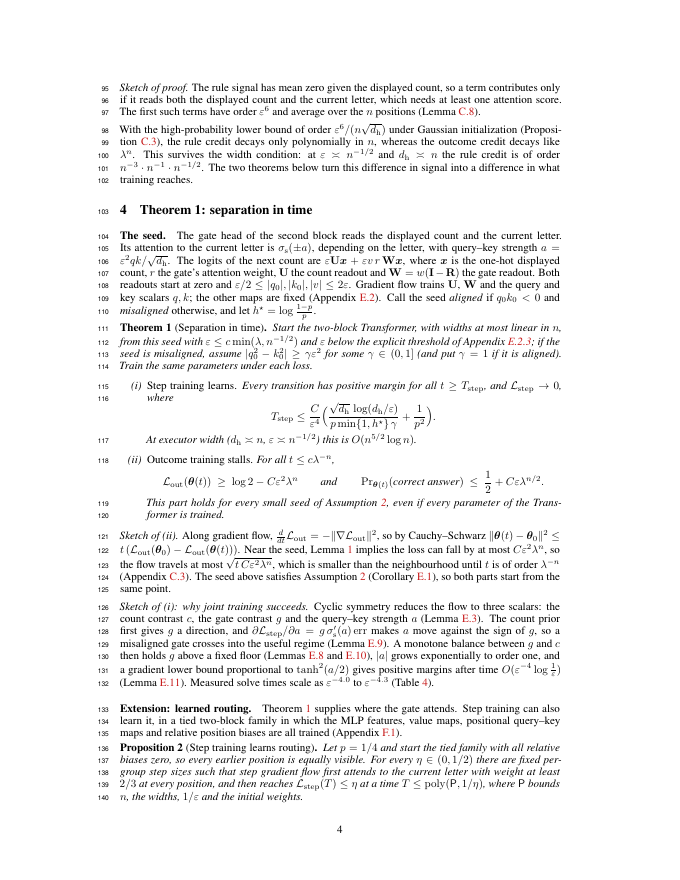 95 Sketch of proof. The rule signal has mean zero given the displayed count, so a term contributes only
96 if it reads both the displayed count and the current letter, which needs at least one attention score.
97 The first such terms have order ε⁶ and average over the n positions (Lemma C.8).
98 With the high-probability lower bound of order ε⁶/(n√d_h) under Gaussian initialization (Proposi-
99 tion C.3), the rule credit decays only polynomially in n, whereas the outcome credit decays like
100 λⁿ. This survives the width condition: at ε ≍ n^{-1/2} and d_h ≍ n the rule credit is of order
101 n^{-3} · n^{-1} · n^{-1/2}. The two theorems below turn this difference in signal into a difference in what
102 training reaches.
103 4 Theorem 1: separation in time
104 The seed. The gate head of the second block reads the displayed count and the current letter.
105 Its attention to the current letter is σ_s(±a), depending on the letter, with query–key strength a =
106 ε²qk/√d_h. The logits of the next count are εUx + εv r Wx, where x is the one-hot displayed
107 count, r the gate's attention weight, U the count readout and W = w(I − R) the gate readout. Both
108 readouts start at zero and ε/2 ≤ |q₀|, |k₀|, |v| ≤ 2ε. Gradient flow trains U, W and the query and
109 key scalars q, k; the other maps are fixed (Appendix E.2). Call the seed aligned if q₀k₀ < 0 and
110 misaligned otherwise, and let h* = log (1−p)/p.
111 Theorem 1 (Separation in time). Start the two-block Transformer, with widths at most linear in n,
112 from this seed with ε ≤ c min(λ, n^{-1/2}) and ε below the explicit threshold of Appendix E.2.3; if the
113 seed is misaligned, assume |q₀² − k₀²| ≥ γε² for some γ ∈ (0, 1] (and put γ = 1 if it is aligned).
114 Train the same parameters under each loss.
115 (i) Step training learns. Every transition has positive margin for all t ≥ T_step, and L_step → 0,
116 where
T_step ≤ C/ε⁴ ( √d_h log(d_h/ε) / (p min{1, h*} γ) + 1/p² ).
117 At executor width (d_h ≍ n, ε ≍ n^{-1/2}) this is O(n^{5/2} log n).
118 (ii) Outcome training stalls. For all t ≤ cλ^{-n},
L_out(θ(t)) ≥ log 2 − Cε²λⁿ and Pr_{θ(t)}(correct answer) ≤ 1/2 + Cελ^{n/2}.
119 This part holds for every small seed of Assumption 2, even if every parameter of the Trans-
120 former is trained.
121 Sketch of (ii). Along gradient flow, d/dt L_out = −‖∇L_out‖², so by Cauchy–Schwarz ‖θ(t) − θ₀‖² ≤
122 t (L_out(θ₀) − L_out(θ(t))). Near the seed, Lemma 1 implies the loss can fall by at most Cε²λⁿ, so
123 the flow travels at most √(t Cε²λⁿ), which is smaller than the neighbourhood until t is of order λ^{-n}
124 (Appendix C.3). The seed above satisfies Assumption 2 (Corollary E.1), so both parts start from the
125 same point.
126 Sketch of (i): why joint training succeeds. Cyclic symmetry reduces the flow to three scalars: the
127 count contrast c, the gate contrast g and the query–key strength a (Lemma E.3). The count prior
128 first gives g a direction, and ∂L_step/∂a = g σ′_s(a) err makes a move against the sign of g, so a
129 misaligned gate crosses into the useful regime (Lemma E.9). A monotone balance between g and c
130 then holds g above a fixed floor (Lemmas E.8 and E.10), |a| grows exponentially to order one, and
131 a gradient lower bound proportional to tanh²(a/2) gives positive margins after time O(ε^{-4} log 1/ε)
132 (Lemma E.11). Measured solve times scale as ε^{-4.0} to ε^{-4.3} (Table 4).
133 Extension: learned routing. Theorem 1 supplies where the gate attends. Step training can also
134 learn it, in a tied two-block family in which the MLP features, value maps, positional query–key
135 maps and relative position biases are all trained (Appendix F.1).
136 Proposition 2 (Step training learns routing). Let p = 1/4 and start the tied family with all relative
137 biases zero, so every earlier position is equally visible. For every η ∈ (0, 1/2) there are fixed per-
138 group step sizes such that step gradient flow first attends to the current letter with weight at least
139 2/3 at every position, and then reaches L_step(T) ≤ η at a time T ≤ poly(P, 1/η), where P bounds
140 n, the widths, 1/ε and the initial weights.
4